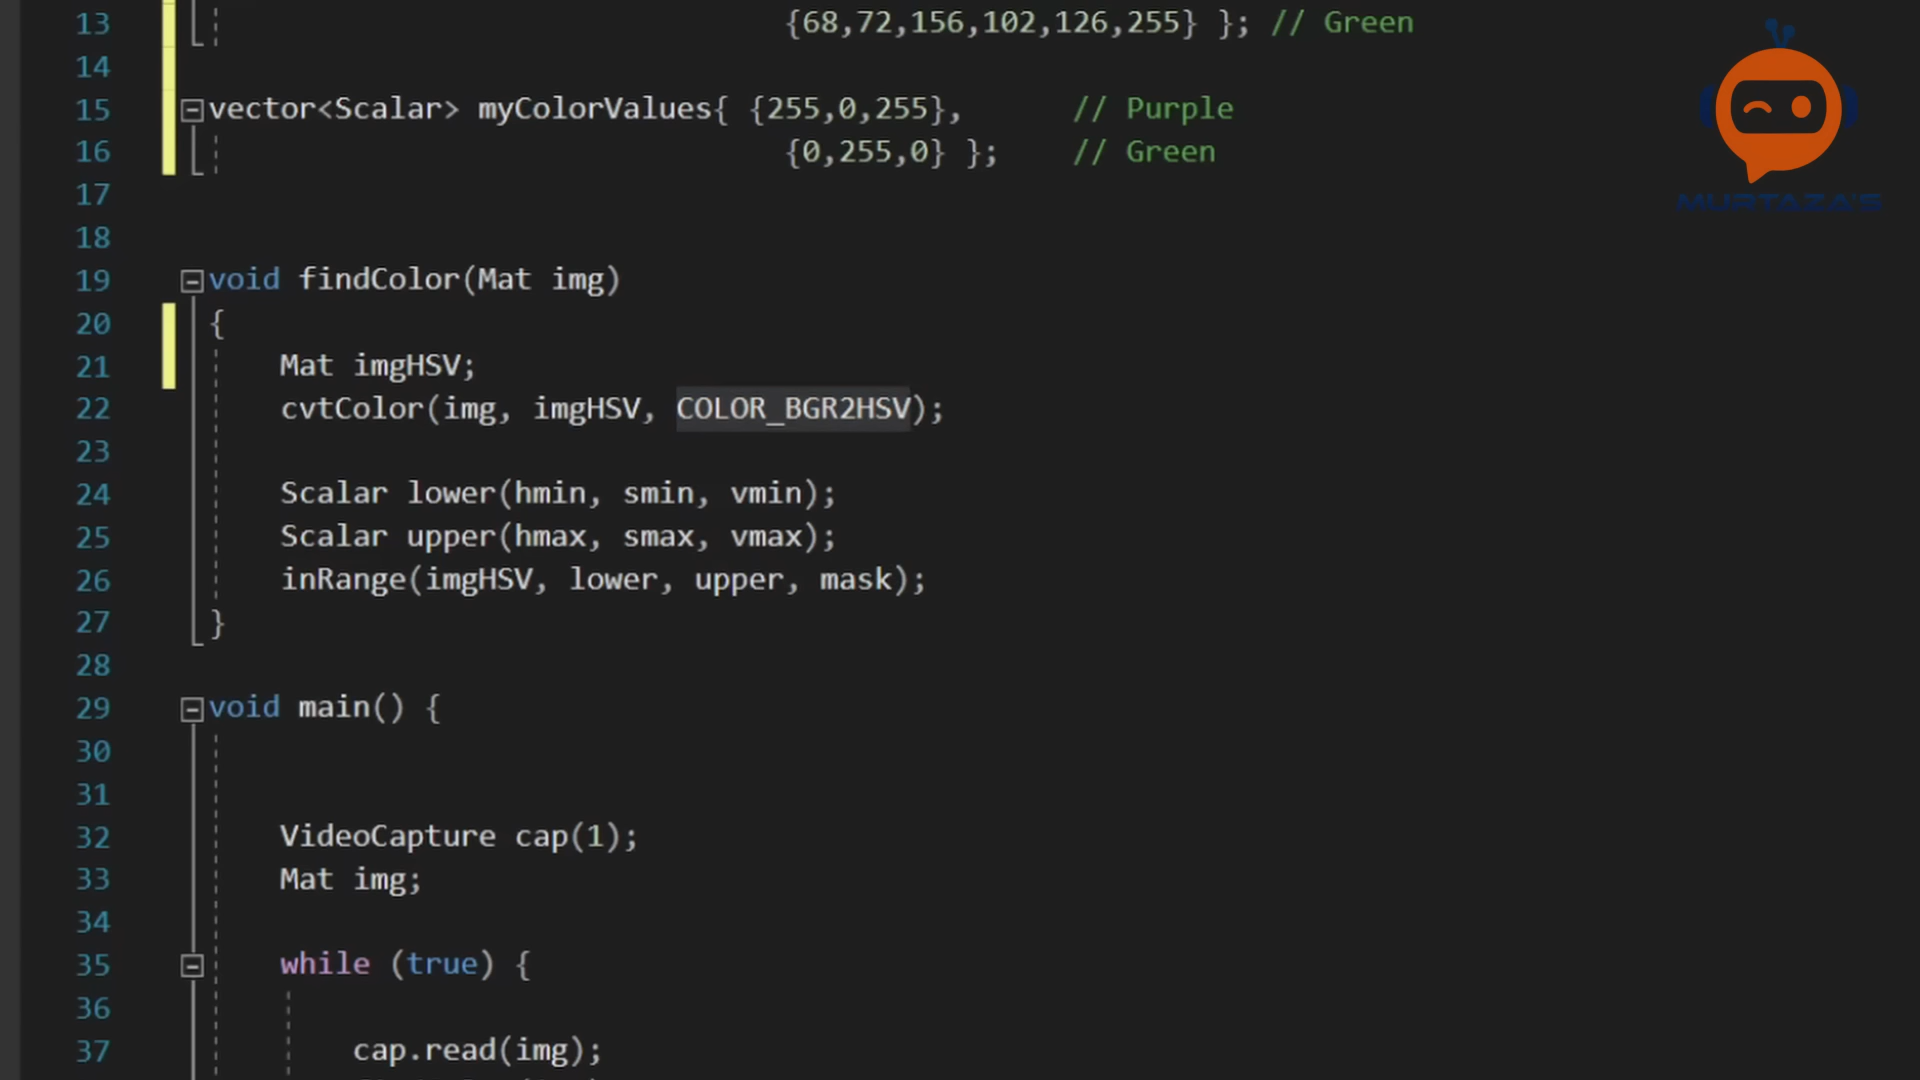 13 {68,72,156,102,126,255} }; // Green
14
15 vector<Scalar> myColorValues{ {255,0,255}, // Purple
16 {0,255,0} }; // Green
17
18
19 void findColor(Mat img)
20 {
21 Mat imgHSV;
22 cvtColor(img, imgHSV, COLOR_BGR2HSV);
23
24 Scalar lower(hmin, smin, vmin);
25 Scalar upper(hmax, smax, vmax);
26 inRange(imgHSV, lower, upper, mask);
27 }
28
29 void main() {
30
31
32 VideoCapture cap(1);
33 Mat img;
34
35 while (true) {
36
37 cap.read(img);
MURTAZA'S